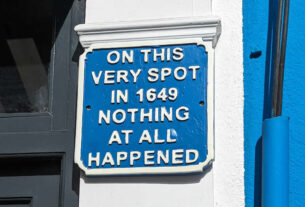 ON THIS
VERY SPOT
IN 1649
NOTHING
AT ALL
HAPPENED